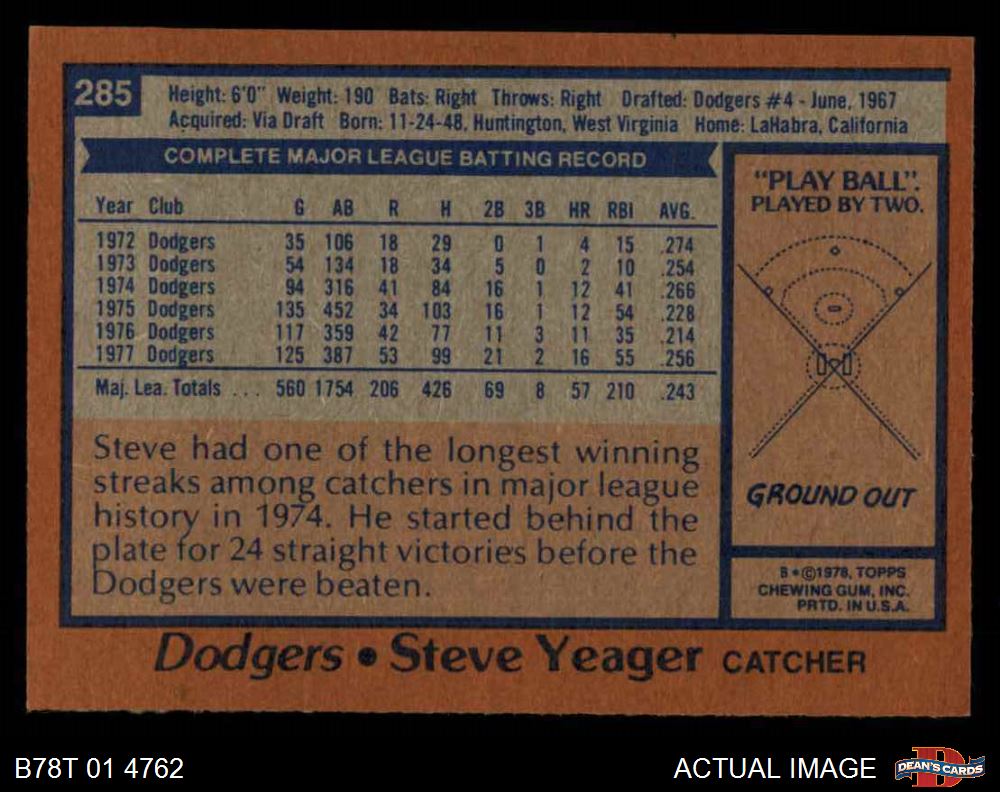 285
Height: 6'0" Weight: 190 Bats: Right Throws: Right Drafted: Dodgers #4 - June, 1967
Acquired: Via Draft Born: 11-24-48, Huntington, West Virginia Home: LaHabra, California
COMPLETE MAJOR LEAGUE BATTING RECORD
Year Club G AB R H 2B 3B HR RBI AVG.
1972 Dodgers 35 106 18 29 0 1 4 15 .274
1973 Dodgers 54 134 18 34 5 0 2 10 .254
1974 Dodgers 94 316 41 84 16 1 12 41 .266
1975 Dodgers 135 452 34 103 16 1 12 54 .228
1976 Dodgers 117 359 42 77 11 3 11 35 .214
1977 Dodgers 125 387 53 99 21 2 16 55 .256
Maj. Lea. Totals ... 560 1754 206 426 69 8 57 210 .243
Steve had one of the longest winning
streaks among catchers in major league
history in 1974. He started behind the
plate for 24 straight victories before the
Dodgers were beaten.
"PLAY BALL".
PLAYED BY TWO.
GROUND OUT
B•©1978, TOPPS
CHEWING GUM, INC.
PRTD. IN U.S.A.
Dodgers • Steve Yeager CATCHER
B78T 01 4762
ACTUAL IMAGE
DEAN'S CARDS